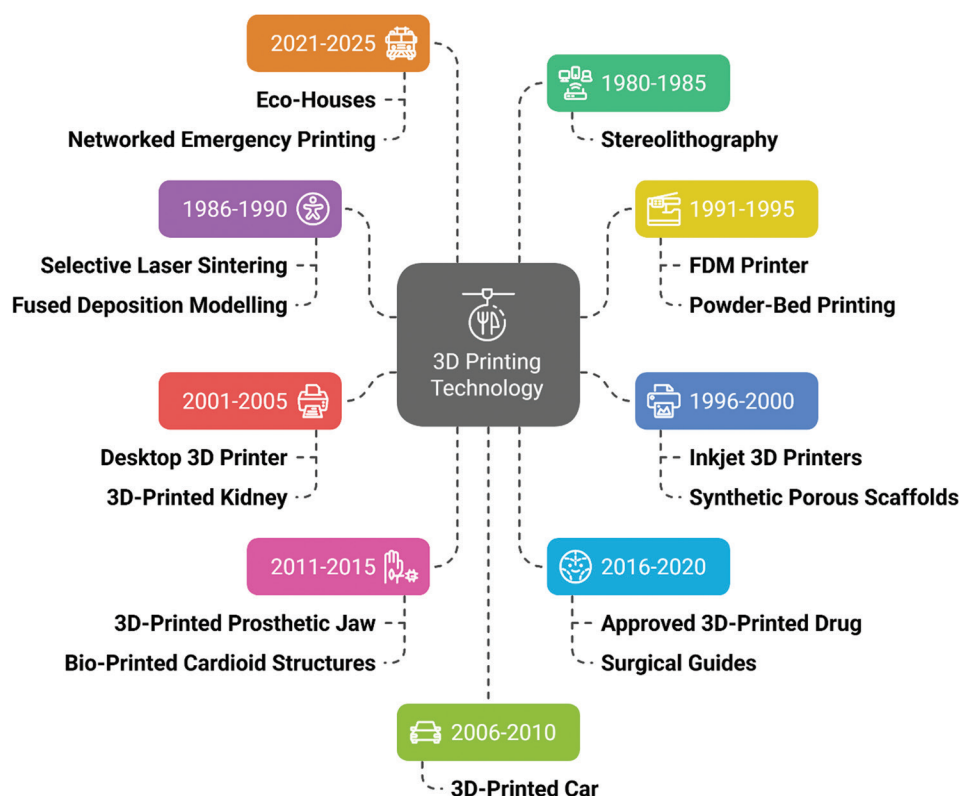 2021-2025
Eco-Houses
Networked Emergency Printing
1980-1985
Stereolithography
1986-1990
Selective Laser Sintering
Fused Deposition Modelling
1991-1995
FDM Printer
Powder-Bed Printing
3D Printing
Technology
2001-2005
Desktop 3D Printer
3D-Printed Kidney
1996-2000
Inkjet 3D Printers
Synthetic Porous Scaffolds
2011-2015
3D-Printed Prosthetic Jaw
Bio-Printed Cardioid Structures
2016-2020
Approved 3D-Printed Drug
Surgical Guides
2006-2010
3D-Printed Car